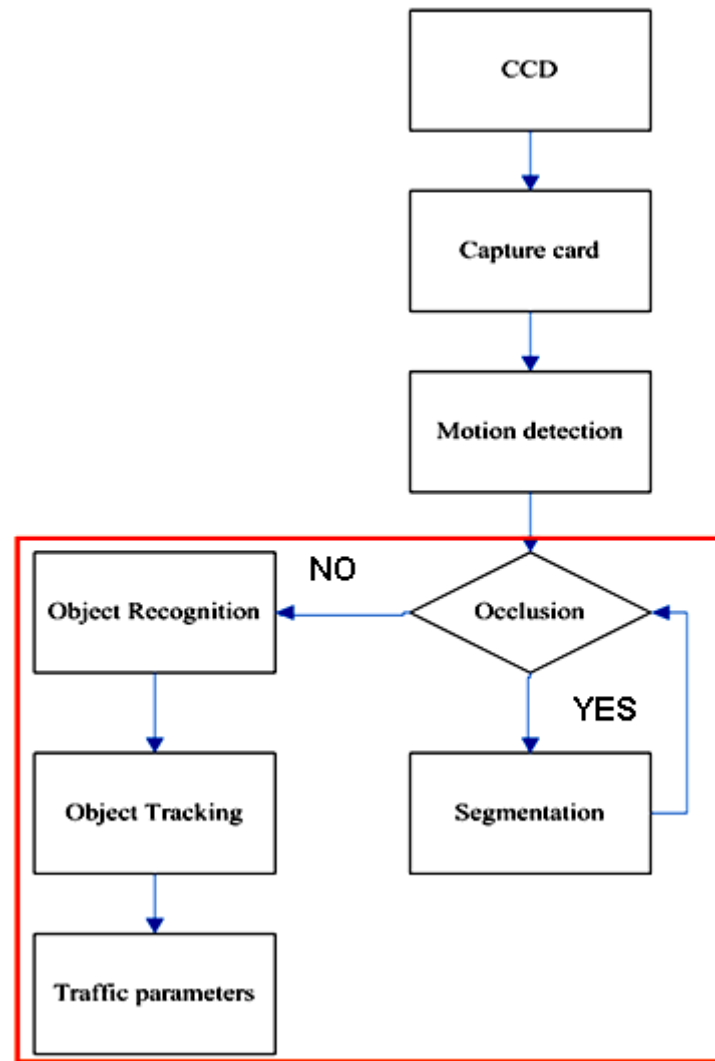 CCD
Capture card
Motion detection
NO
Object Recognition
Occlusion
YES
Object Tracking
Segmentation
Traffic parameters